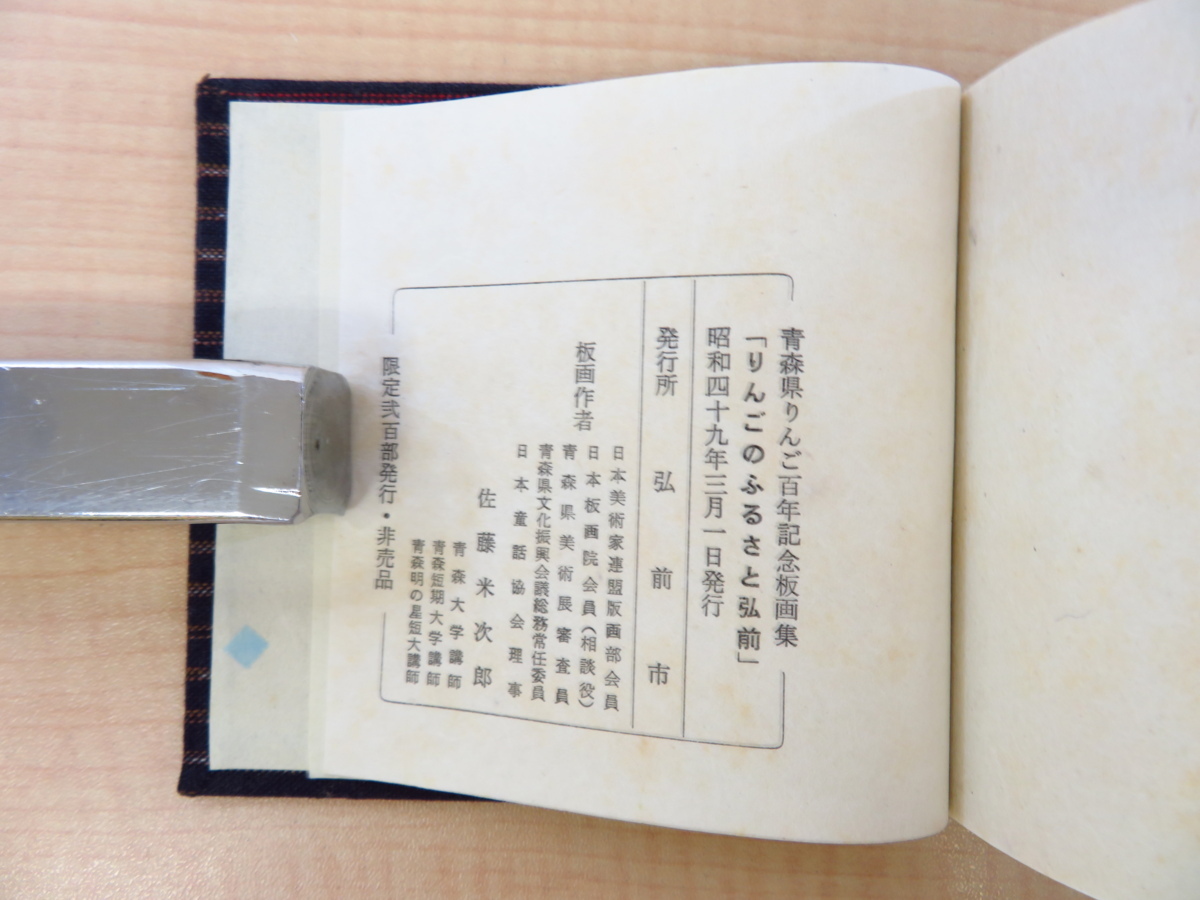 青森県りんご百年記念板画集
「りんごのふるさと弘前」
昭和四十九年三月一日発行
発行所 弘前市
板画作者
日本美術家連盟版画部会員
日本板画院会員(相談役)
青森県美術展審査員
青森県文化振興会議総務常任委員
日本童話協会理事
佐藤米次郎
青森大学講師
青森短期大学講師
青森明の星短大講師
限定弐百部発行・非売品